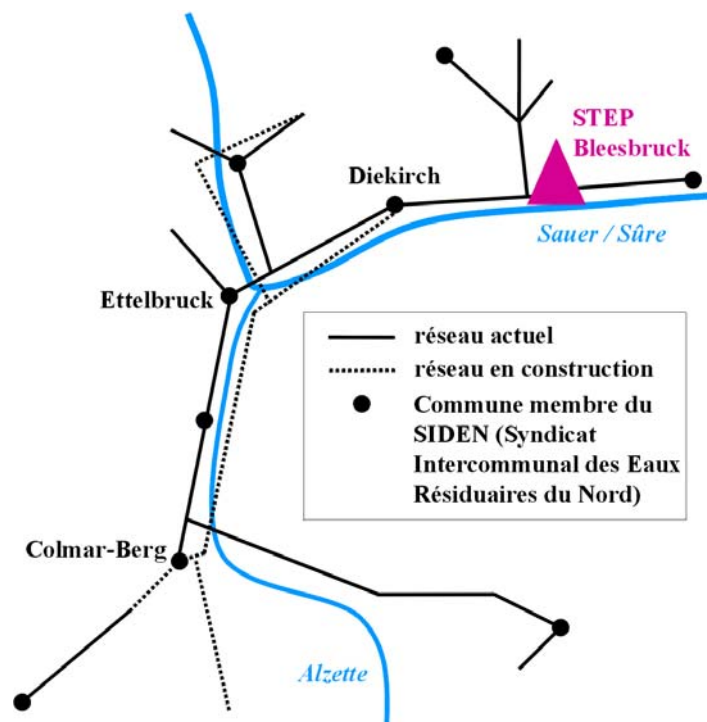 STEP
Bleesbruck
Diekirch
Sauer / Sûre
Ettelbruck
réseau actuel
réseau en construction
Commune membre du
SIDEN (Syndicat
Intercommunal des Eaux
Résiduaires du Nord)
Colmar-Berg
Alzette